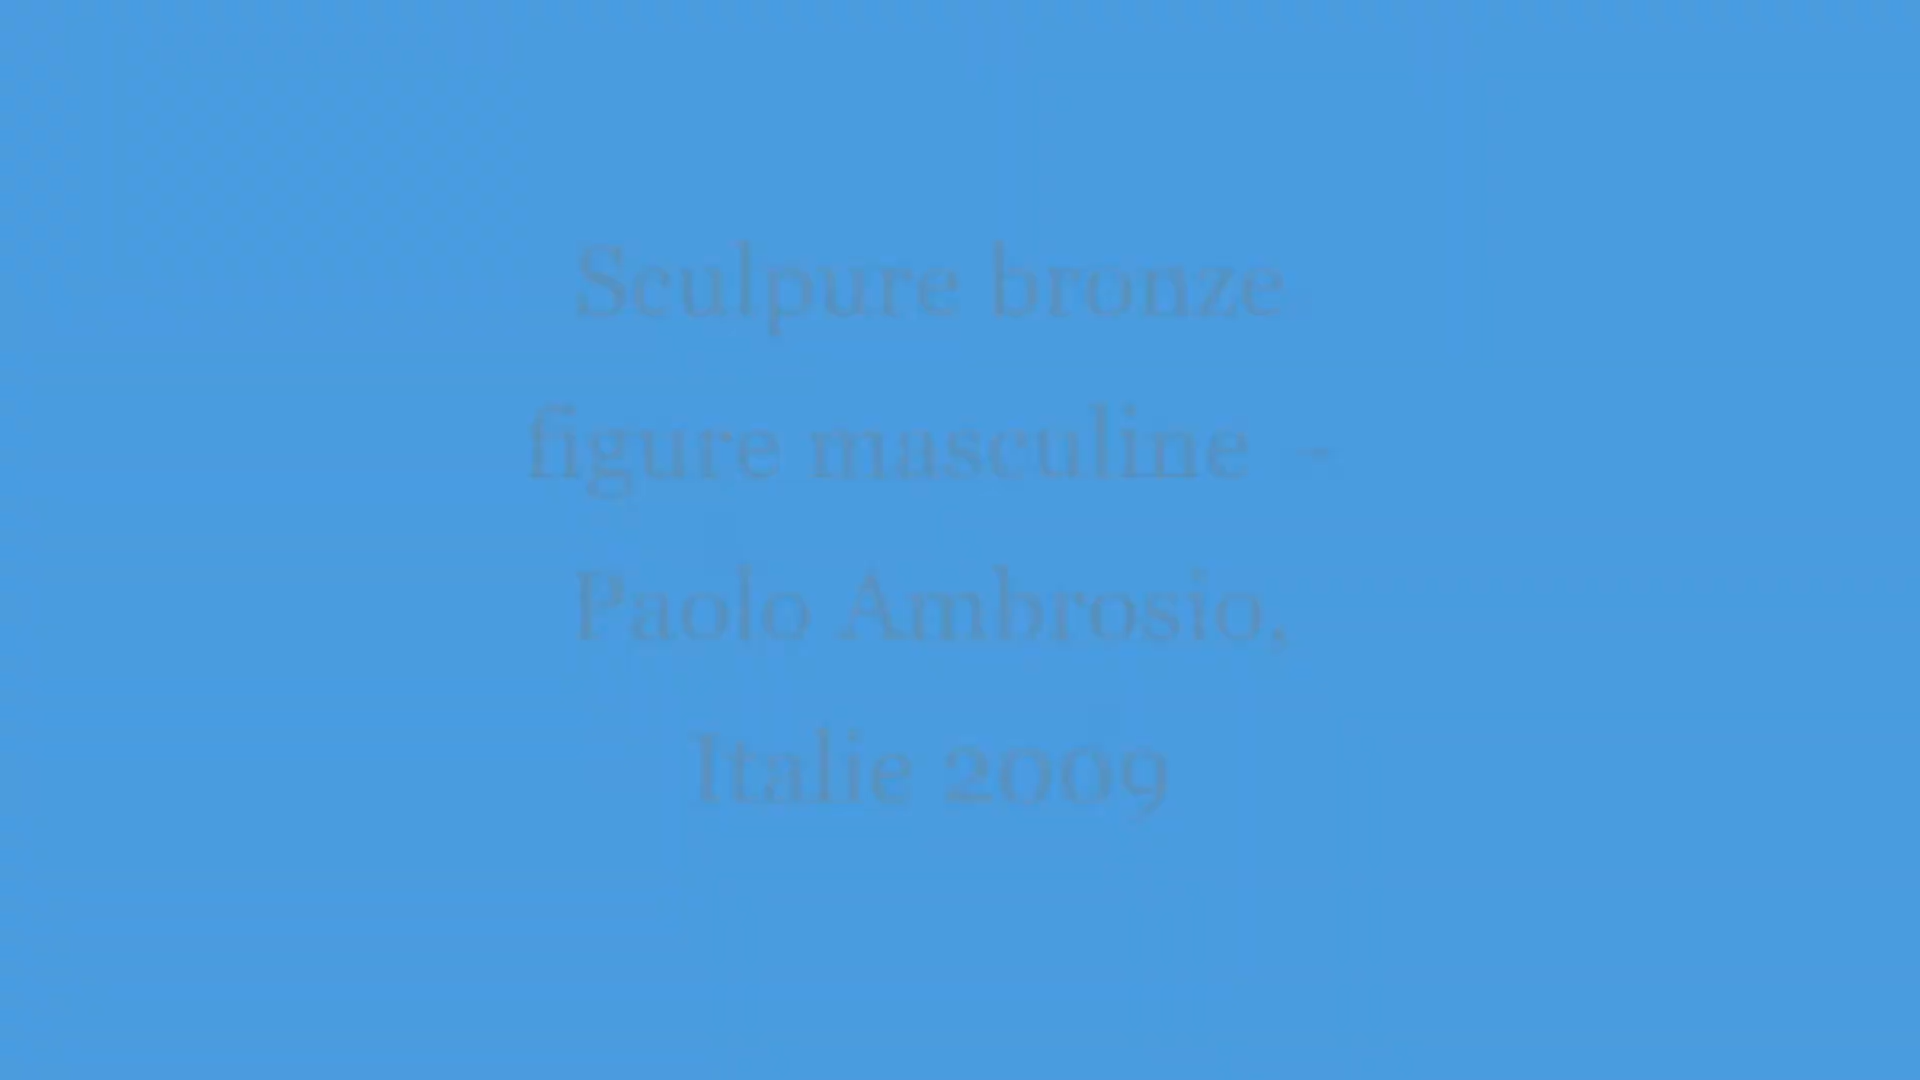 Sculpure bronze
figure masculine -
Paolo Ambrosio,
Italie 2009